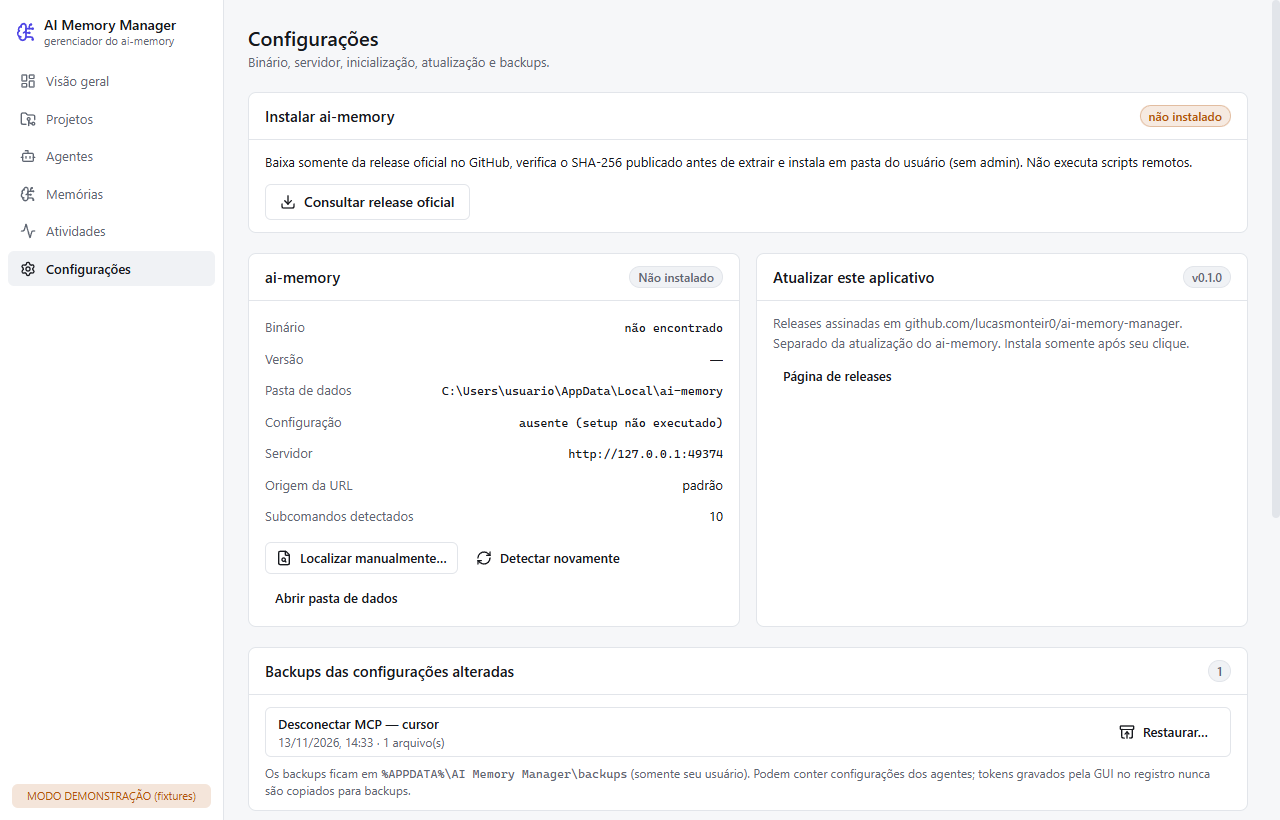 AI Memory Manager
gerenciador do ai-memory
Visão geral
Projetos
Agentes
Memórias
Atividades
Configurações
MODO DEMONSTRAÇÃO (fixtures)
Configurações
Binário, servidor, inicialização, atualização e backups.
Instalar ai-memory
não instalado
Baixa somente da release oficial no GitHub, verifica o SHA-256 publicado antes de extrair e instala em pasta do usuário (sem admin). Não executa scripts remotos.
Consultar release oficial
ai-memory
Não instalado
Binário
não encontrado
Versão
—
Pasta de dados
C:\Users\usuario\AppData\Local\ai-memory
Configuração
ausente (setup não executado)
Servidor
http://127.0.0.1:49374
Origem da URL
padrão
Subcomandos detectados
10
Localizar manualmente...
Detectar novamente
Abrir pasta de dados
Atualizar este aplicativo
v0.1.0
Releases assinadas em github.com/lucasmonteir0/ai-memory-manager.
Separado da atualização do ai-memory. Instala somente após seu clique.
Página de releases
Backups das configurações alteradas
1
Desconectar MCP — cursor
13/11/2026, 14:33 · 1 arquivo(s)
Restaurar...
Os backups ficam em %APPDATA%\AI Memory Manager\backups (somente seu usuário). Podem conter configurações dos agentes; tokens gravados pela GUI no registro nunca
são copiados para backups.